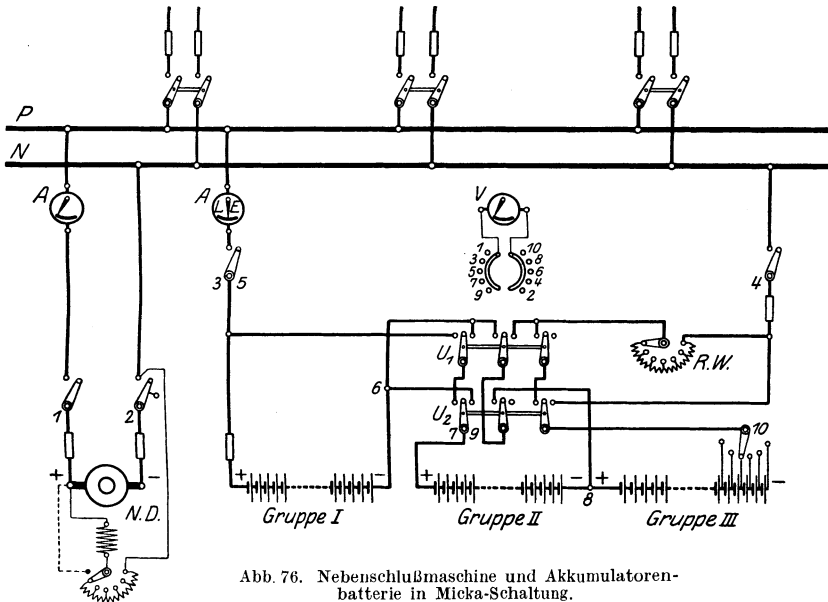 P
N
A
A
L E
V
1 10
3 8
5 6
7 4
9 2
3 5
4
U₁
R.W.
6
U₂
7 9
10
1
2
+ -
N.D.
+ -
Gruppe I
+ -
8
Gruppe II
+ -
Gruppe III
Abb. 76. Nebenschlußmaschine und Akkumulatoren-
batterie in Micka-Schaltung.